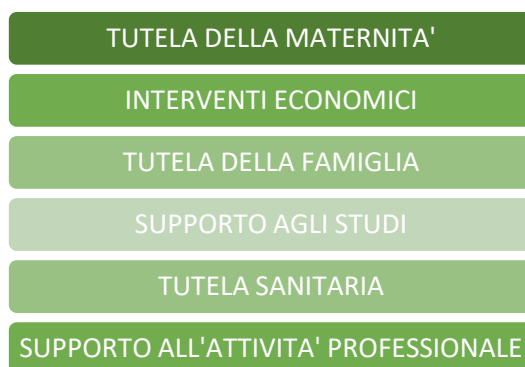 TUTELA DELLA MATERNITA'
INTERVENTI ECONOMICI
TUTELA DELLA FAMIGLIA
SUPPORTO AGLI STUDI
TUTELA SANITARIA
SUPPORTO ALL'ATTIVITA' PROFESSIONALE